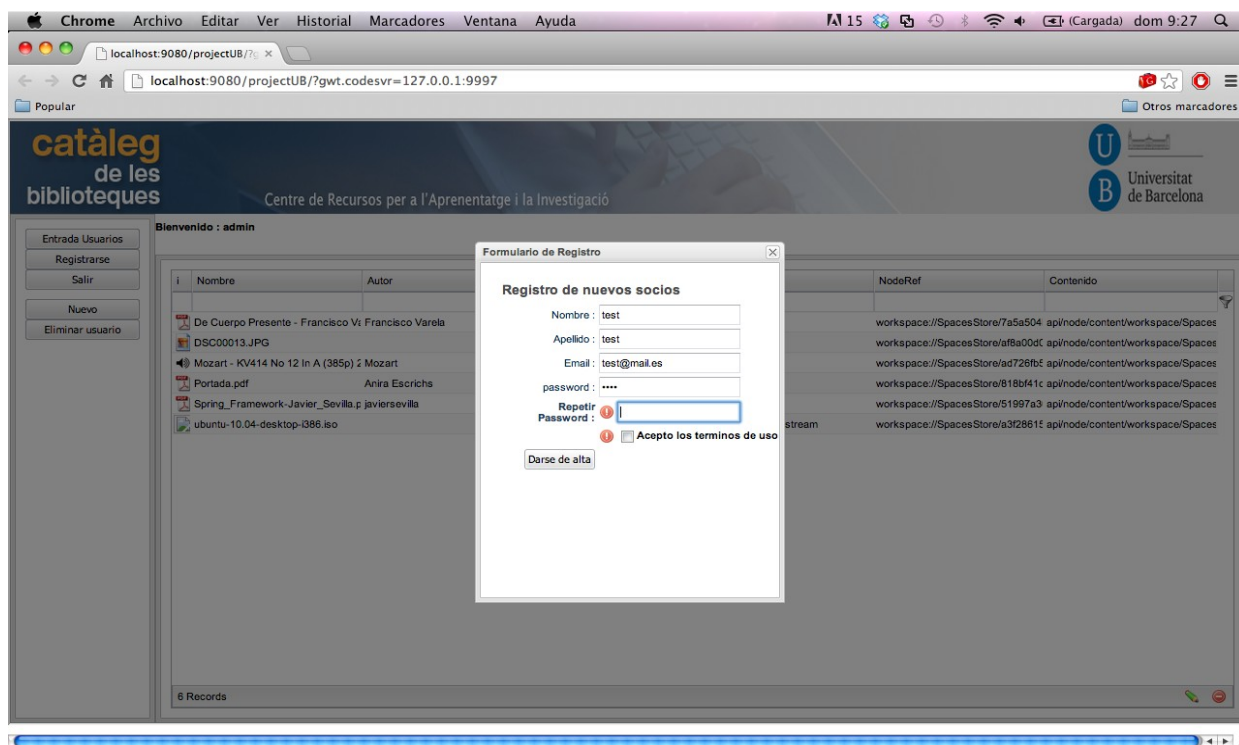 Chrome Archivo Editar Ver Historial Marcadores Ventana Ayuda 15 (Cargada) dom 9:27
localhost:9080/projectUB/?g
localhost:9080/projectUB/?gwt.codesvr=127.0.0.1:9997
Popular Otros marcadores
catàleg
de les
biblioteques
Centre de Recursos per a l'Aprenentatge i la Investigació
U
B
Universitat
de Barcelona
Entrada Usuarios
Registrarse
Salir
Nuevo
Eliminar usuario
Bienvenido : admin
i Nombre Autor NodeRef Contenido
De Cuerpo Presente - Francisco Va Francisco Varela workspace://SpacesStore/7a5a504 api/node/content/workspace/Spaces
DSC00013.JPG workspace://SpacesStore/af8a00d api/node/content/workspace/Spaces
Mozart - KV414 No 12 In A (385p) 2 Mozart workspace://SpacesStore/ad726fb api/node/content/workspace/Spaces
Portada.pdf Anira Escrichs workspace://SpacesStore/818bf41 api/node/content/workspace/Spaces
Spring_Framework-Javier_Sevilla.p javiersevilla workspace://SpacesStore/51997a3 api/node/content/workspace/Spaces
ubuntu-10.04-desktop-i386.iso stream workspace://SpacesStore/a3f2861 api/node/content/workspace/Spaces
6 Records
Formulario de Registro
Registro de nuevos socios
Nombre : test
Apellido : test
Email : test@mail.es
password : ••••
Repetir
Password :
Acepto los terminos de uso
Darse de alta